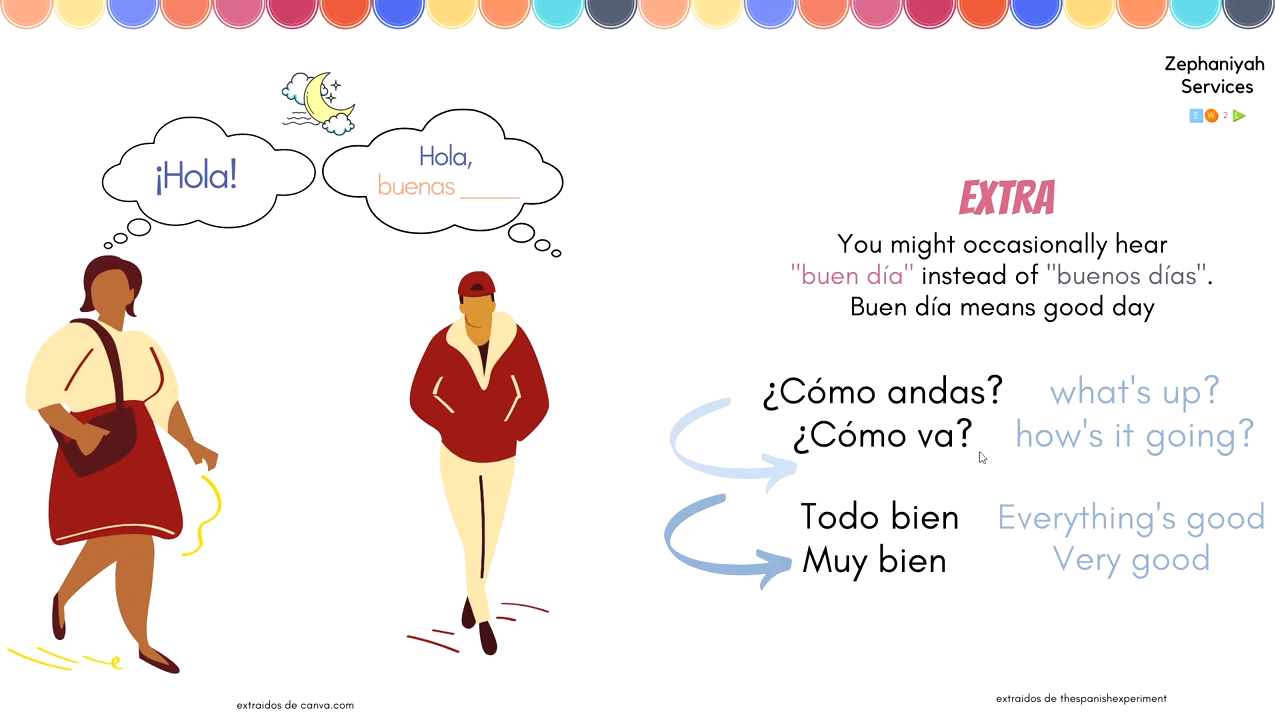 Zephaniyah
Services
E W 2
¡Hola!
Hola,
buenas _____
EXTRA
You might occasionally hear
"buen día" instead of "buenos días".
Buen día means good day
¿Cómo andas? what's up?
¿Cómo va? how's it going?
Todo bien Everything's good
Muy bien Very good
extraidos de canva.com
extraidos de thespanishexperiment